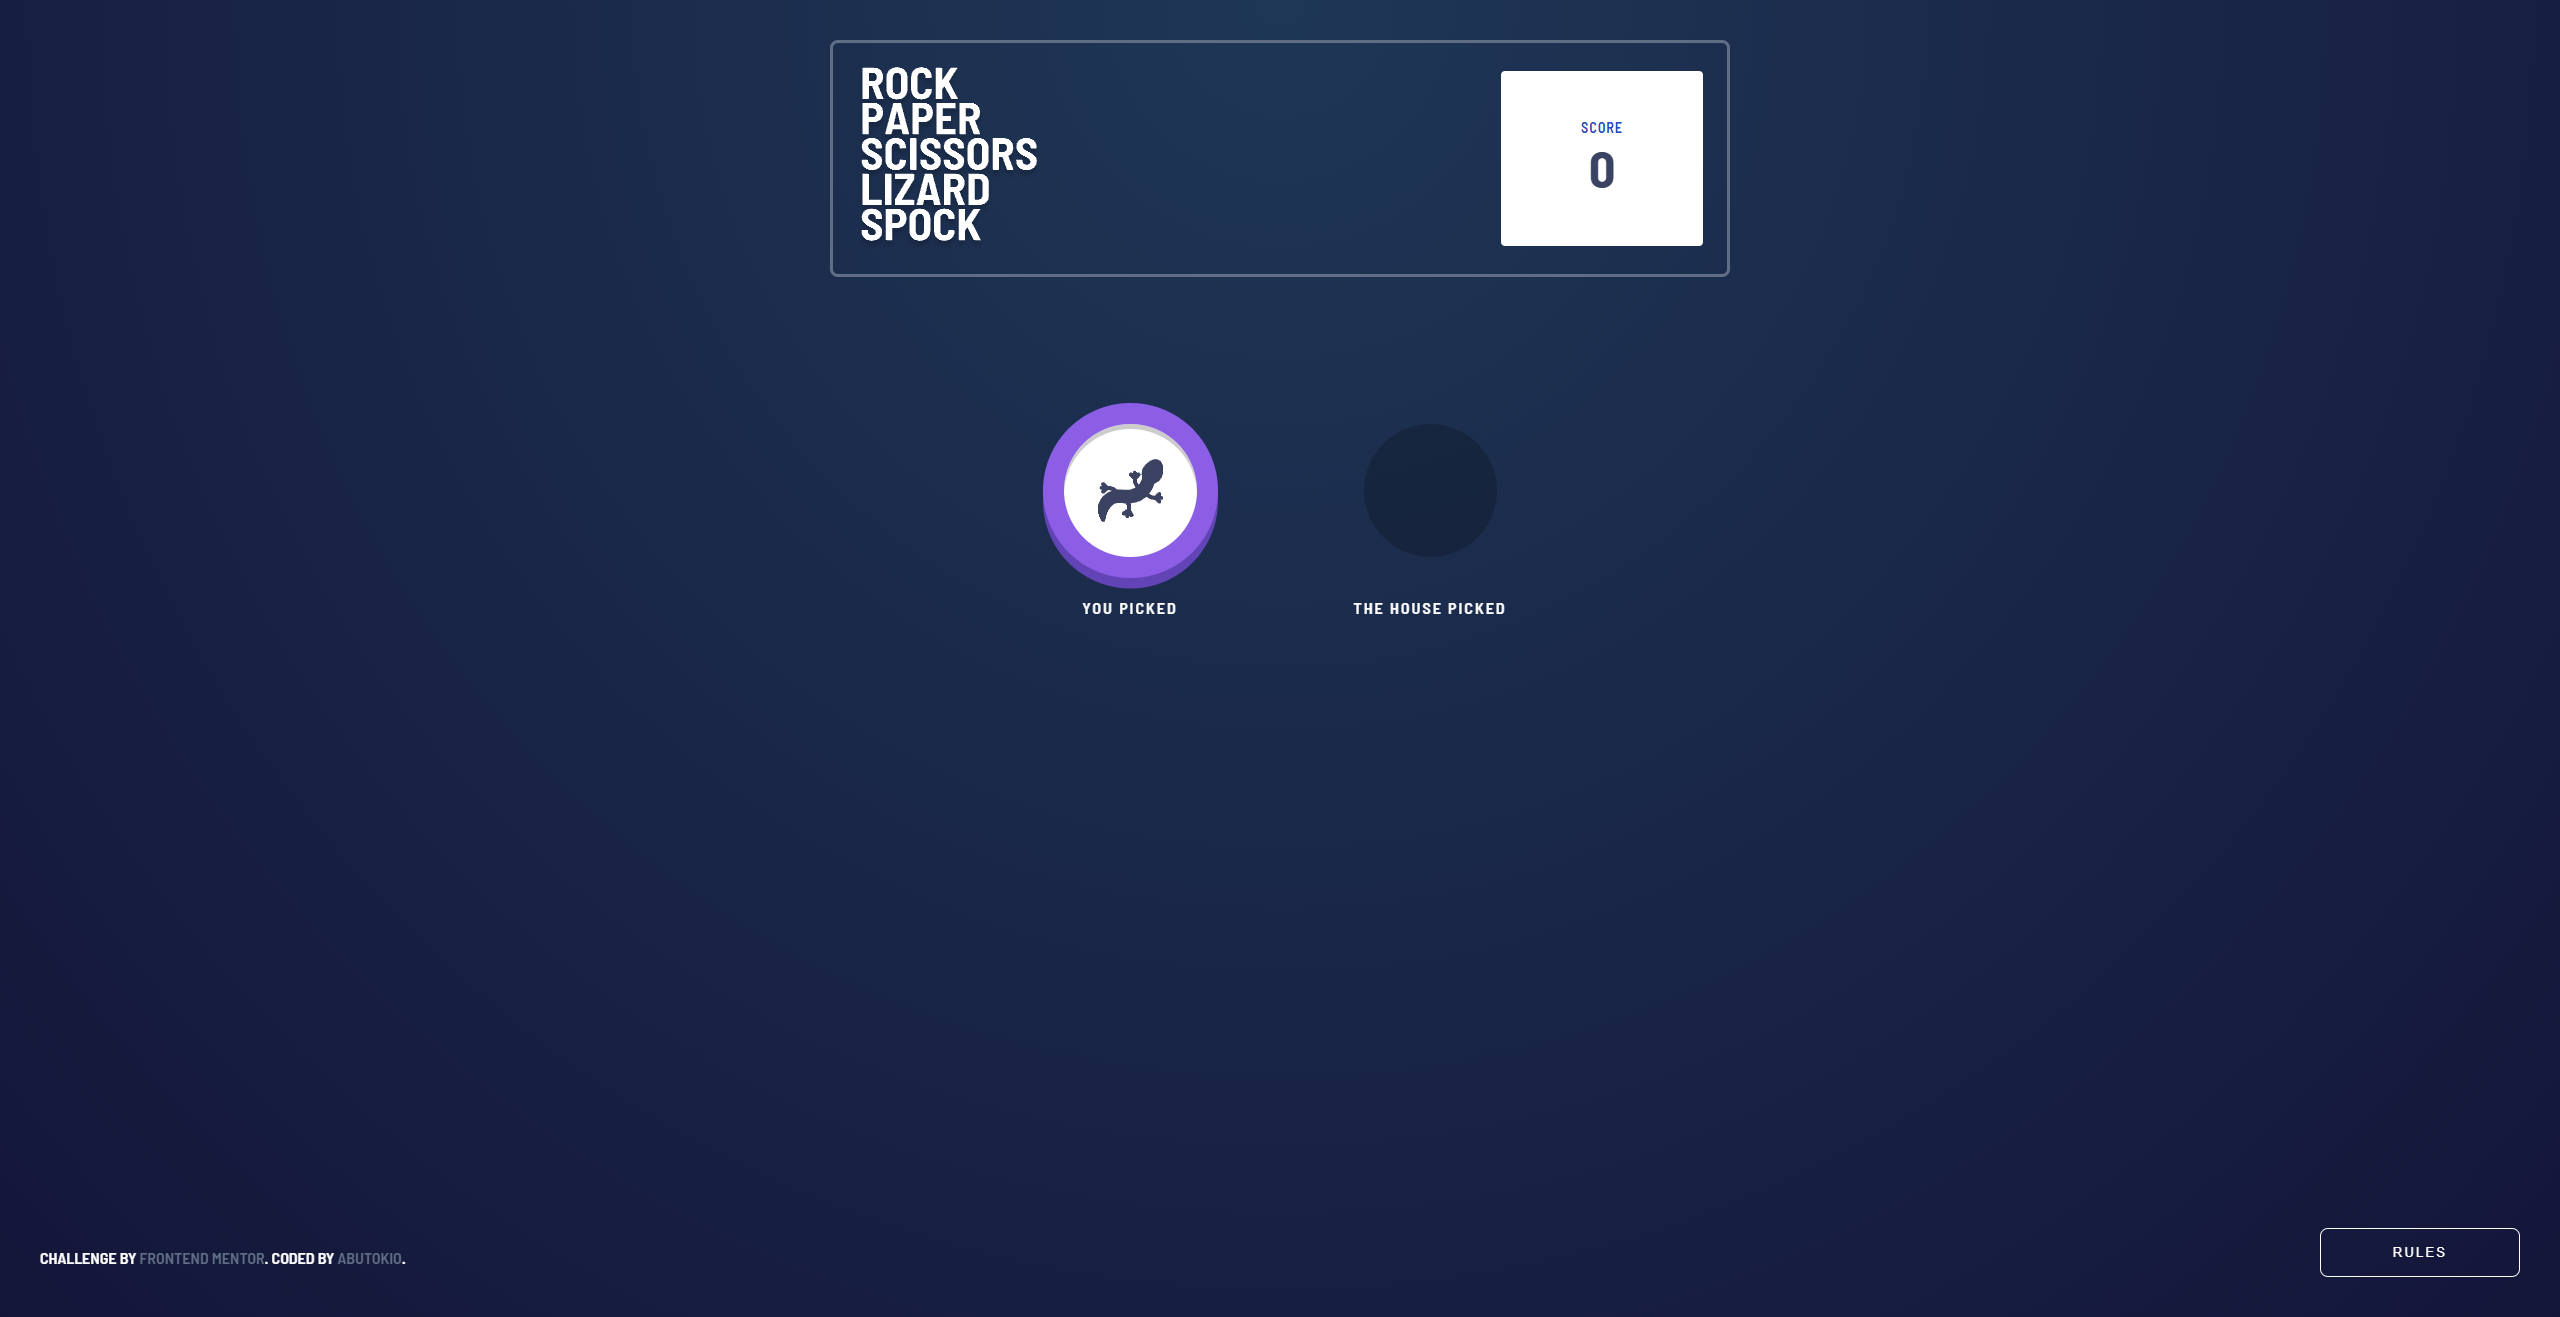 ROCK
PAPER
SCISSORS
LIZARD
SPOCK
SCORE
0
YOU PICKED
THE HOUSE PICKED
CHALLENGE BY FRONTEND MENTOR. CODED BY ABUTOKIO.
RULES